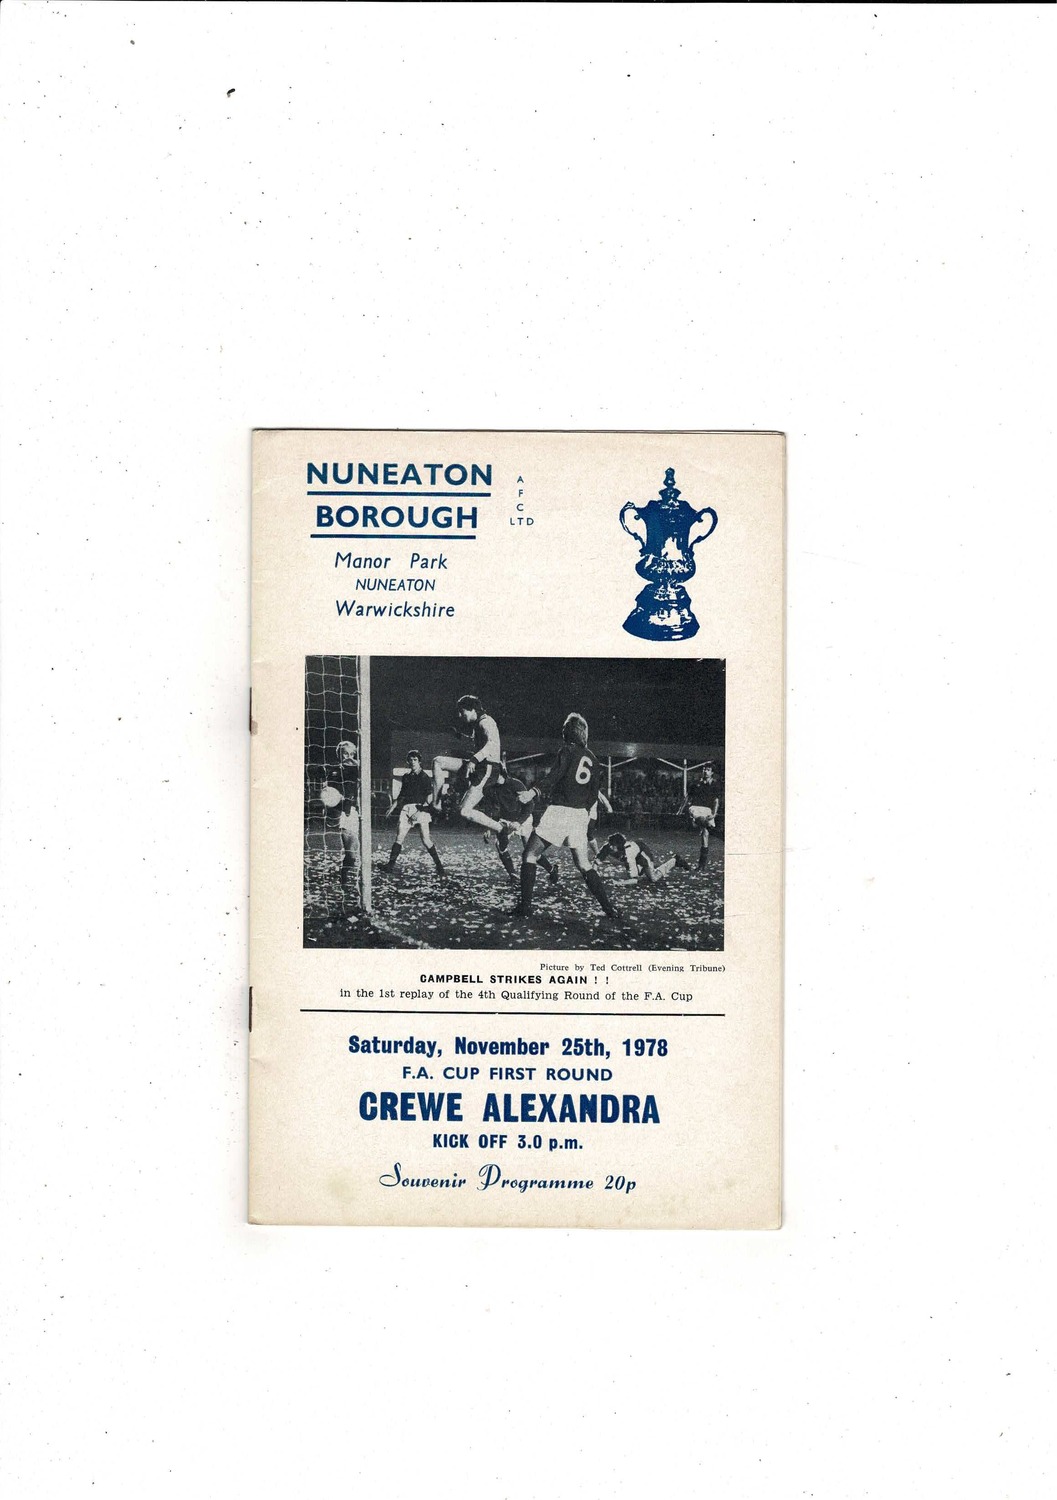 NUNEATON
BOROUGH
A
F
C
LTD
Manor Park
NUNEATON
Warwickshire
6
Picture by Ted Cottrell (Evening Tribune)
CAMPBELL STRIKES AGAIN ! !
in the 1st replay of the 4th Qualifying Round of the F.A. Cup
Saturday, November 25th, 1978
F.A. CUP FIRST ROUND
CREWE ALEXANDRA
KICK OFF 3.0 p.m.
Souvenir Programme 20p